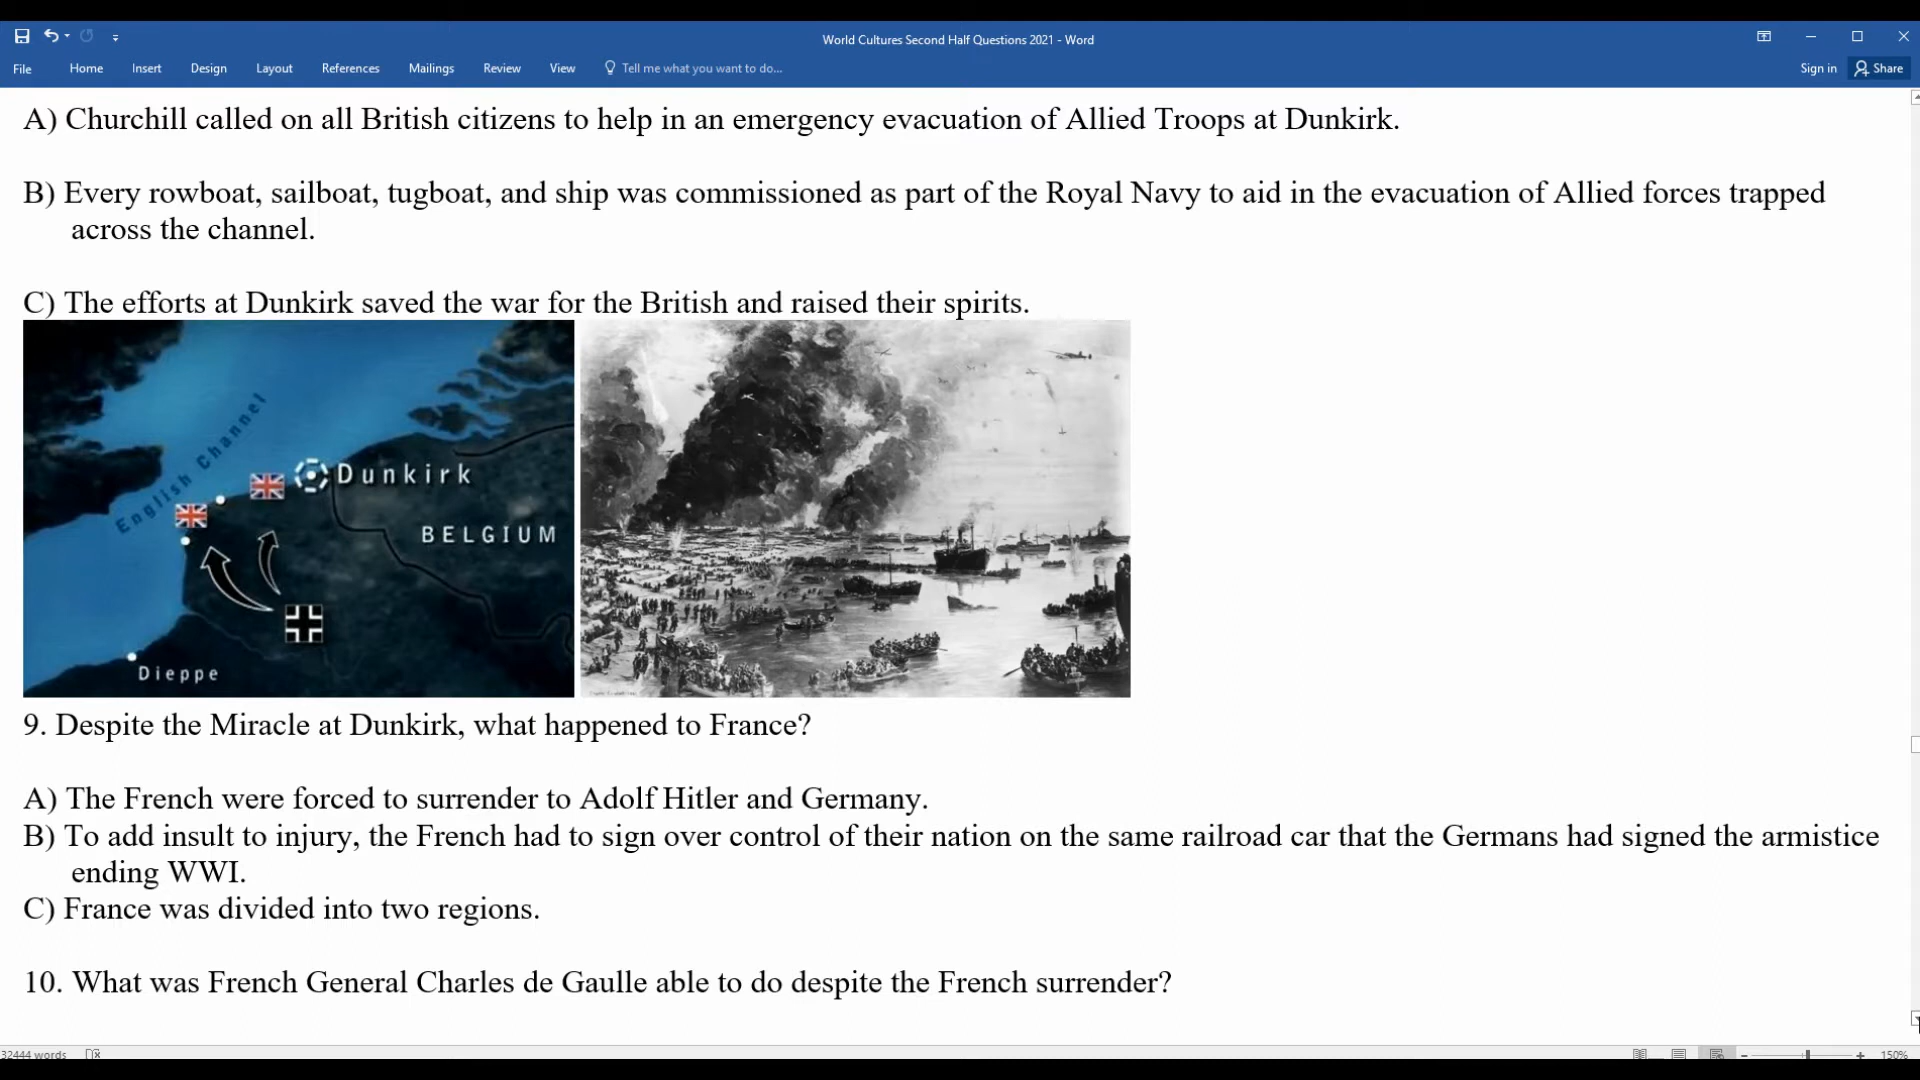 World Cultures Second Half Questions 2021 - Word
File Home Insert Design Layout References Mailings Review View Tell me what you want to do... Sign in Share
A) Churchill called on all British citizens to help in an emergency evacuation of Allied Troops at Dunkirk.
B) Every rowboat, sailboat, tugboat, and ship was commissioned as part of the Royal Navy to aid in the evacuation of Allied forces trapped
across the channel.
C) The efforts at Dunkirk saved the war for the British and raised their spirits.
English Channel
Dunkirk
BELGIUM
Dieppe
9. Despite the Miracle at Dunkirk, what happened to France?
A) The French were forced to surrender to Adolf Hitler and Germany.
B) To add insult to injury, the French had to sign over control of their nation on the same railroad car that the Germans had signed the armistice
ending WWI.
C) France was divided into two regions.
10. What was French General Charles de Gaulle able to do despite the French surrender?
32444 words
150%